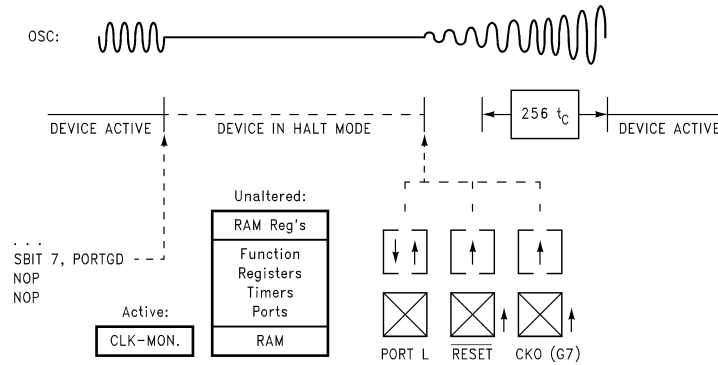 OSC:
256 tC
DEVICE ACTIVE
DEVICE IN HALT MODE
DEVICE ACTIVE
Unaltered:
RAM Reg's
. . .
SBIT 7, PORTGD
NOP
NOP
Function
Registers
Timers
Ports
Active:
CLK-MON.
RAM
PORT L
RESET
CKO (G7)